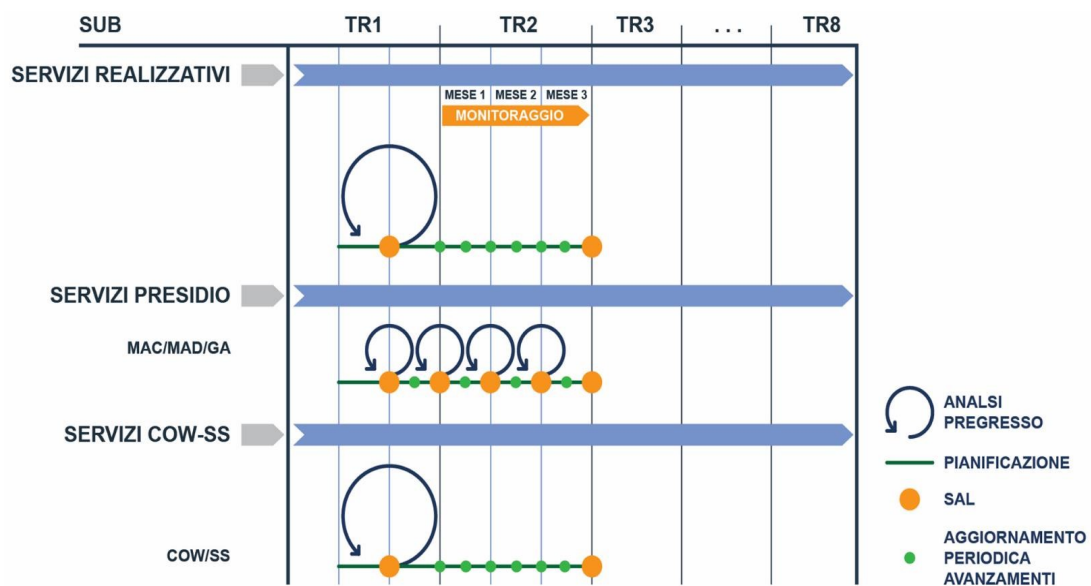 SUB TR1 TR2 TR3 ... TR8
SERVIZI REALIZZATIVI
MESE 1 MESE 2 MESE 3
MONITORAGGIO
SERVIZI PRESIDIO
MAC/MAD/GA
SERVIZI COW-SS
COW/SS
ANALSI
PREGRESSO
PIANIFICAZIONE
SAL
AGGIORNAMENTO
PERIODICA
AVANZAMENTI